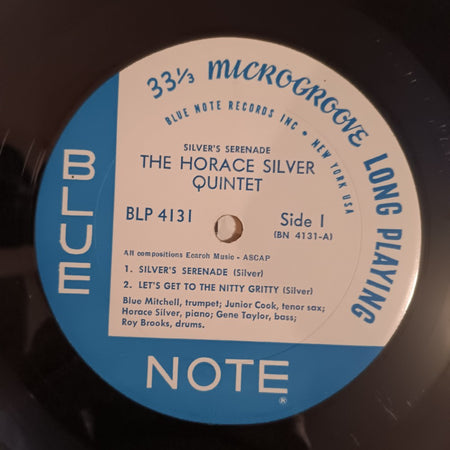 33⅓ MICROGROOVE LONG PLAYING
BLUE NOTE RECORDS INC • NEW YORK USA
SILVER'S SERENADE
THE HORACE SILVER
QUINTET
BLP 4131
Side 1
(BN 4131-A)
All compositions Ecaroh Music - ASCAP
1. SILVER'S SERENADE (Silver)
2. LET'S GET TO THE NITTY GRITTY (Silver)
Blue Mitchell, trumpet; Junior Cook, tenor sax;
Horace Silver, piano; Gene Taylor, bass;
Roy Brooks, drums.
BLUE
NOTE
®